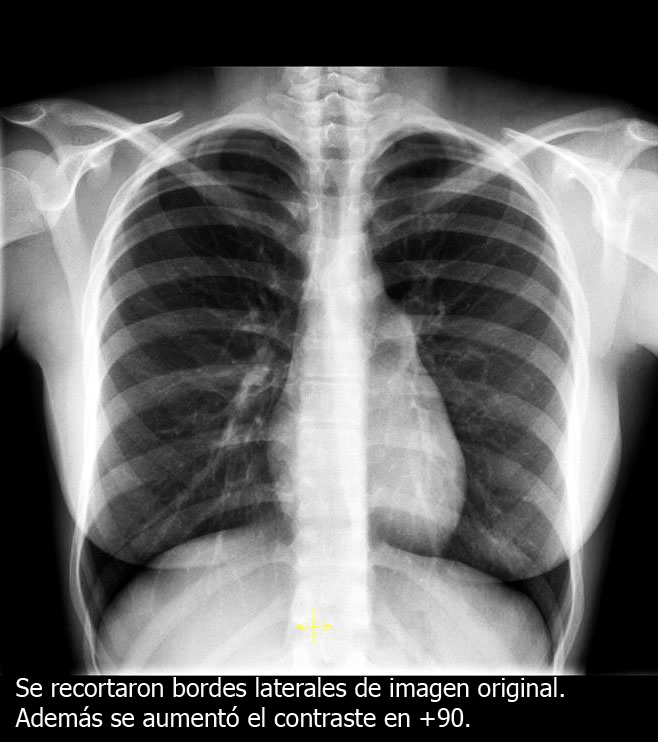 Se recortaron bordes laterales de imagen original.
Además se aumentó el contraste en +90.